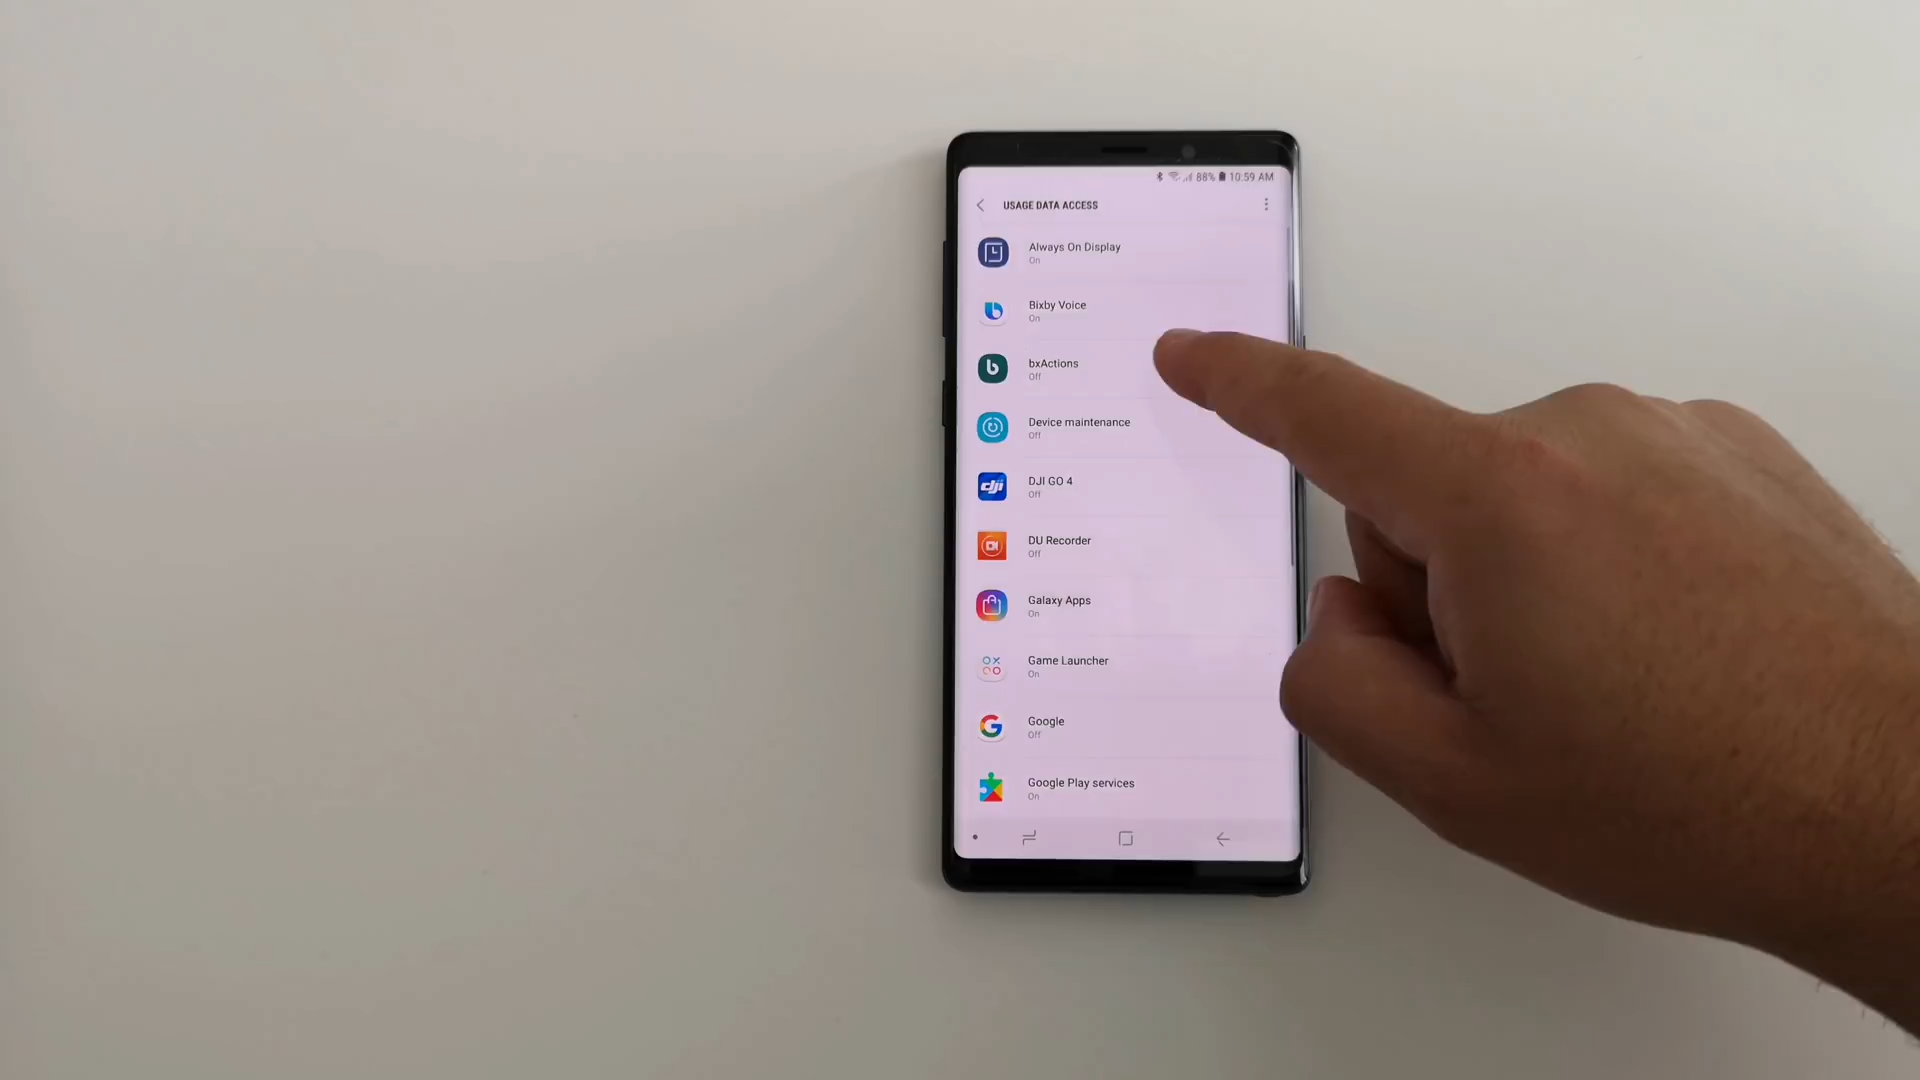 88% 10:59 AM
USAGE DATA ACCESS
Always On Display
On
Bixby Voice
On
bxActions
Off
Device maintenance
Off
dji
DJI GO 4
Off
DU Recorder
Off
Galaxy Apps
On
Game Launcher
On
Google
Off
Google Play services
On